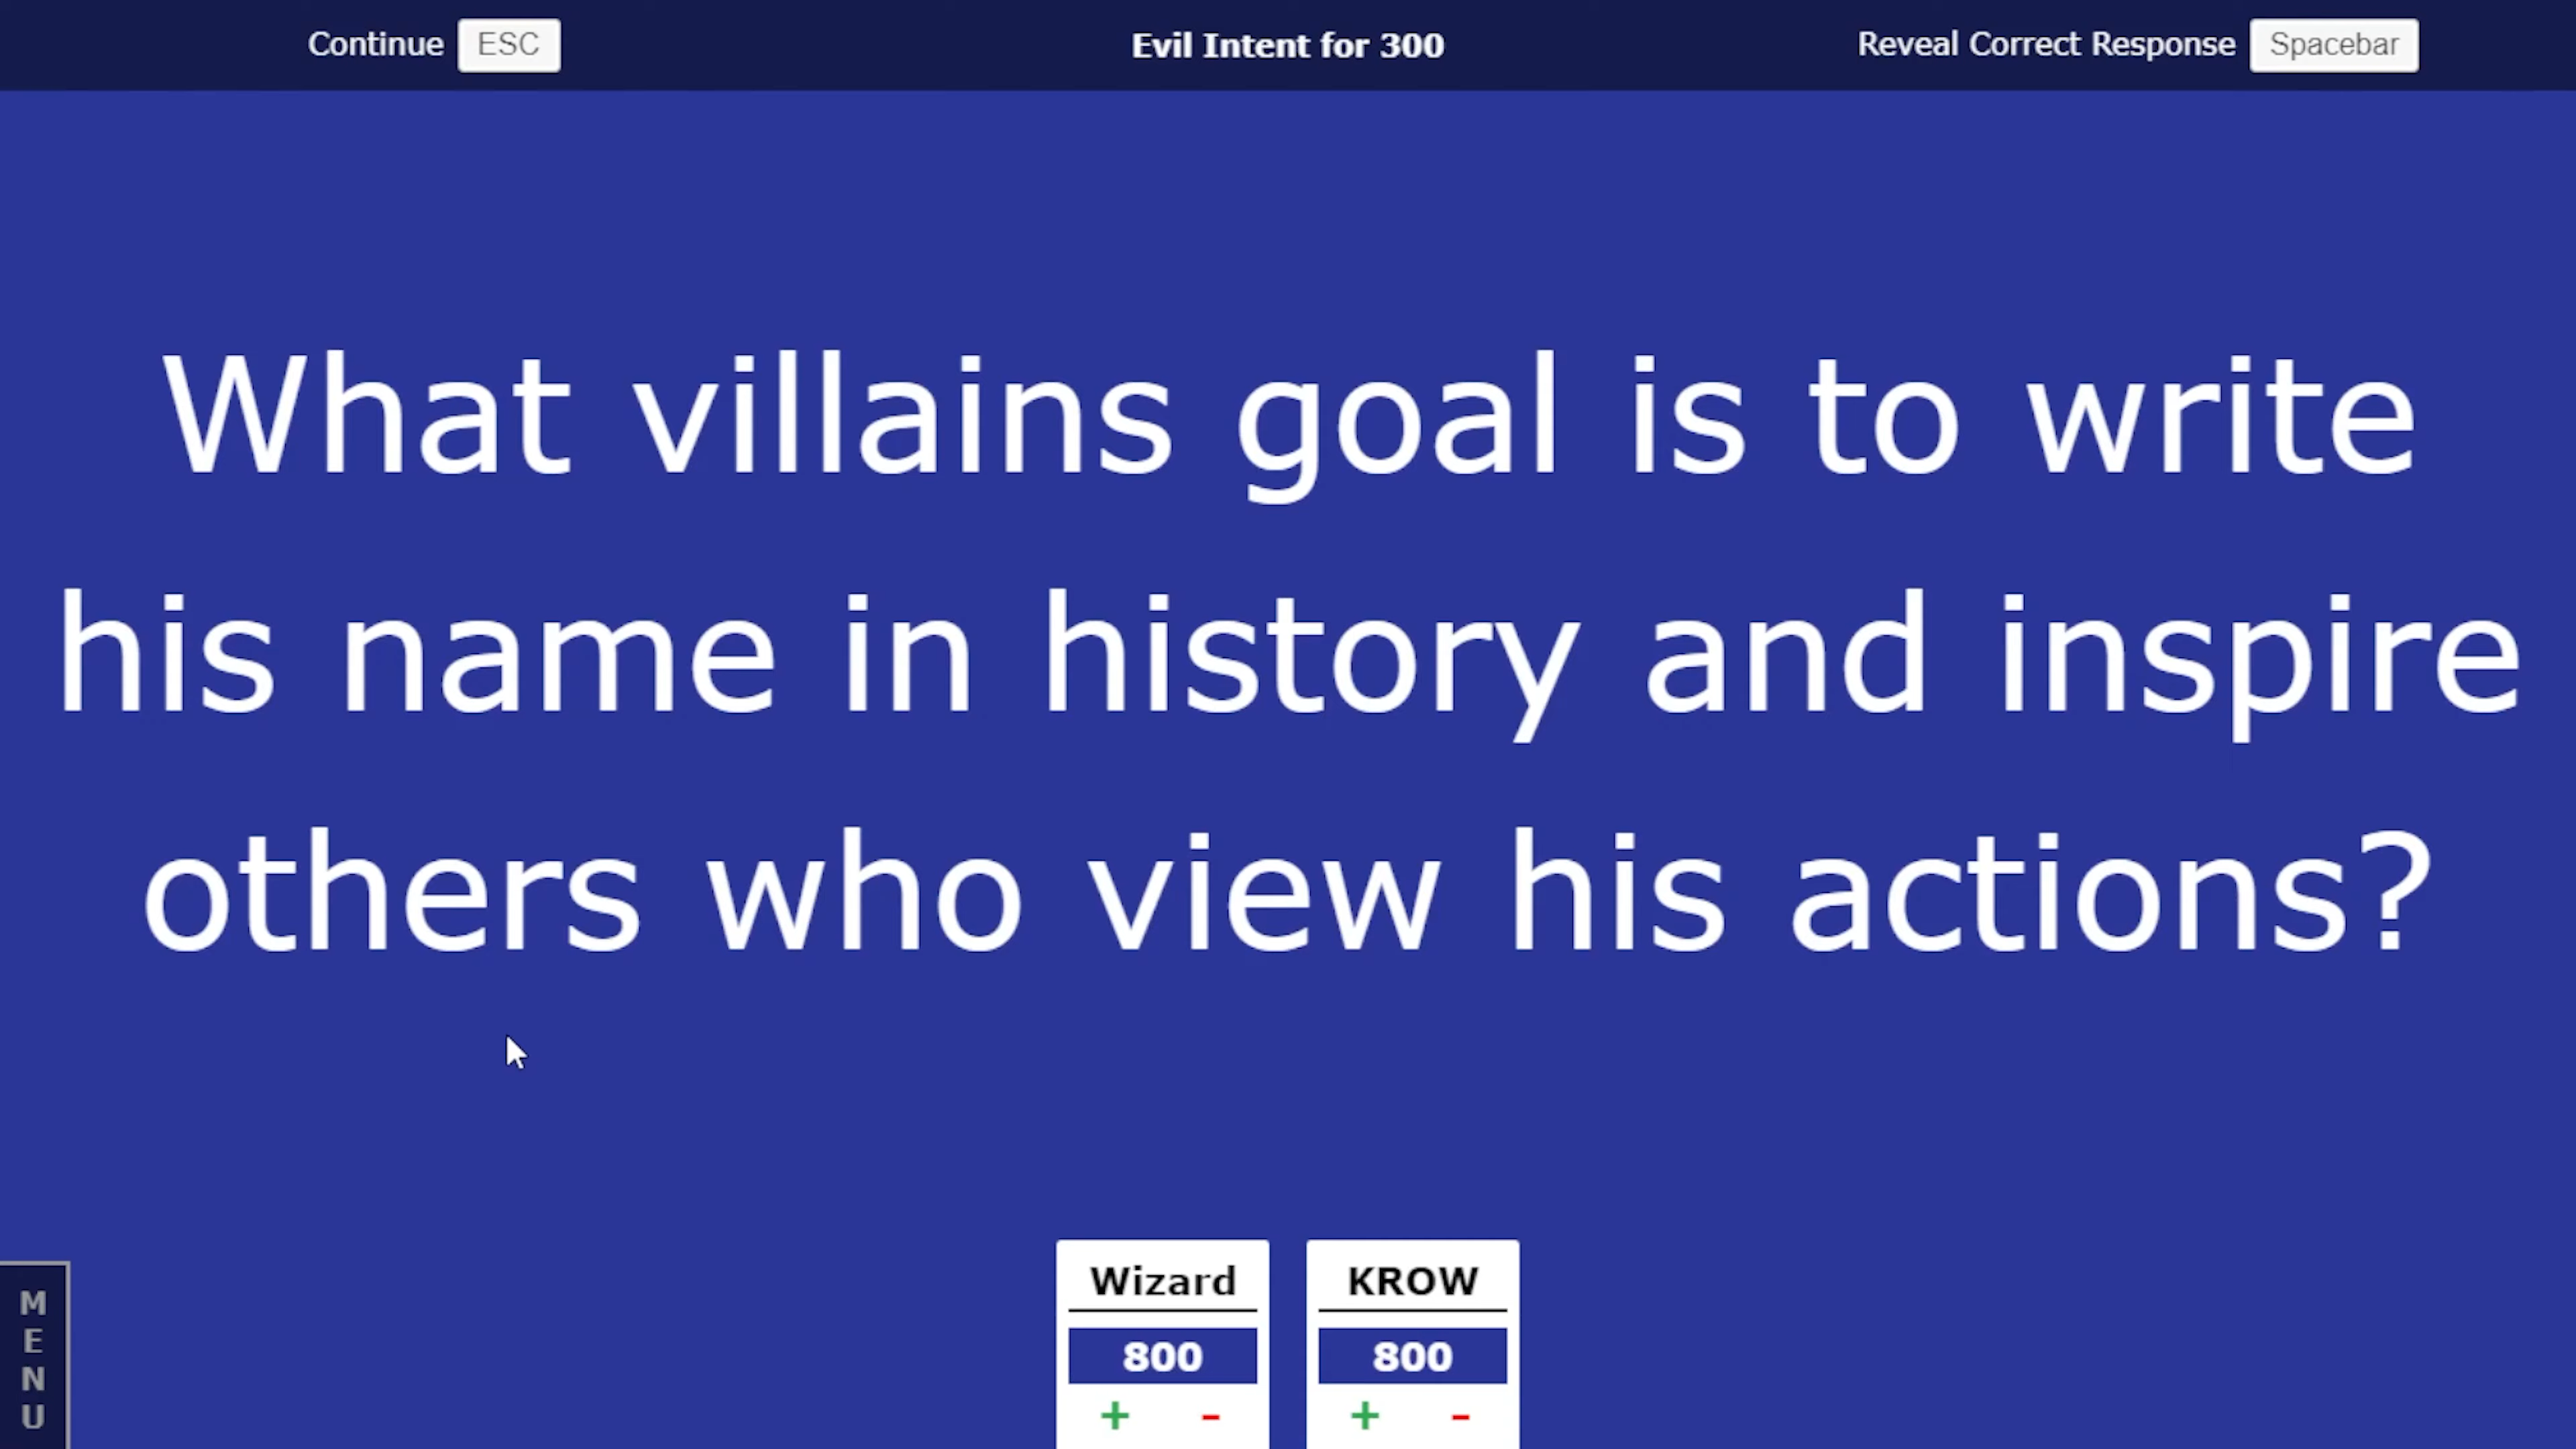 Continue ESC
Evil Intent for 300
Reveal Correct Response Spacebar
What villains goal is to write
his name in history and inspire
others who view his actions?
MENU
Wizard
800
+ -
KROW
800
+ -